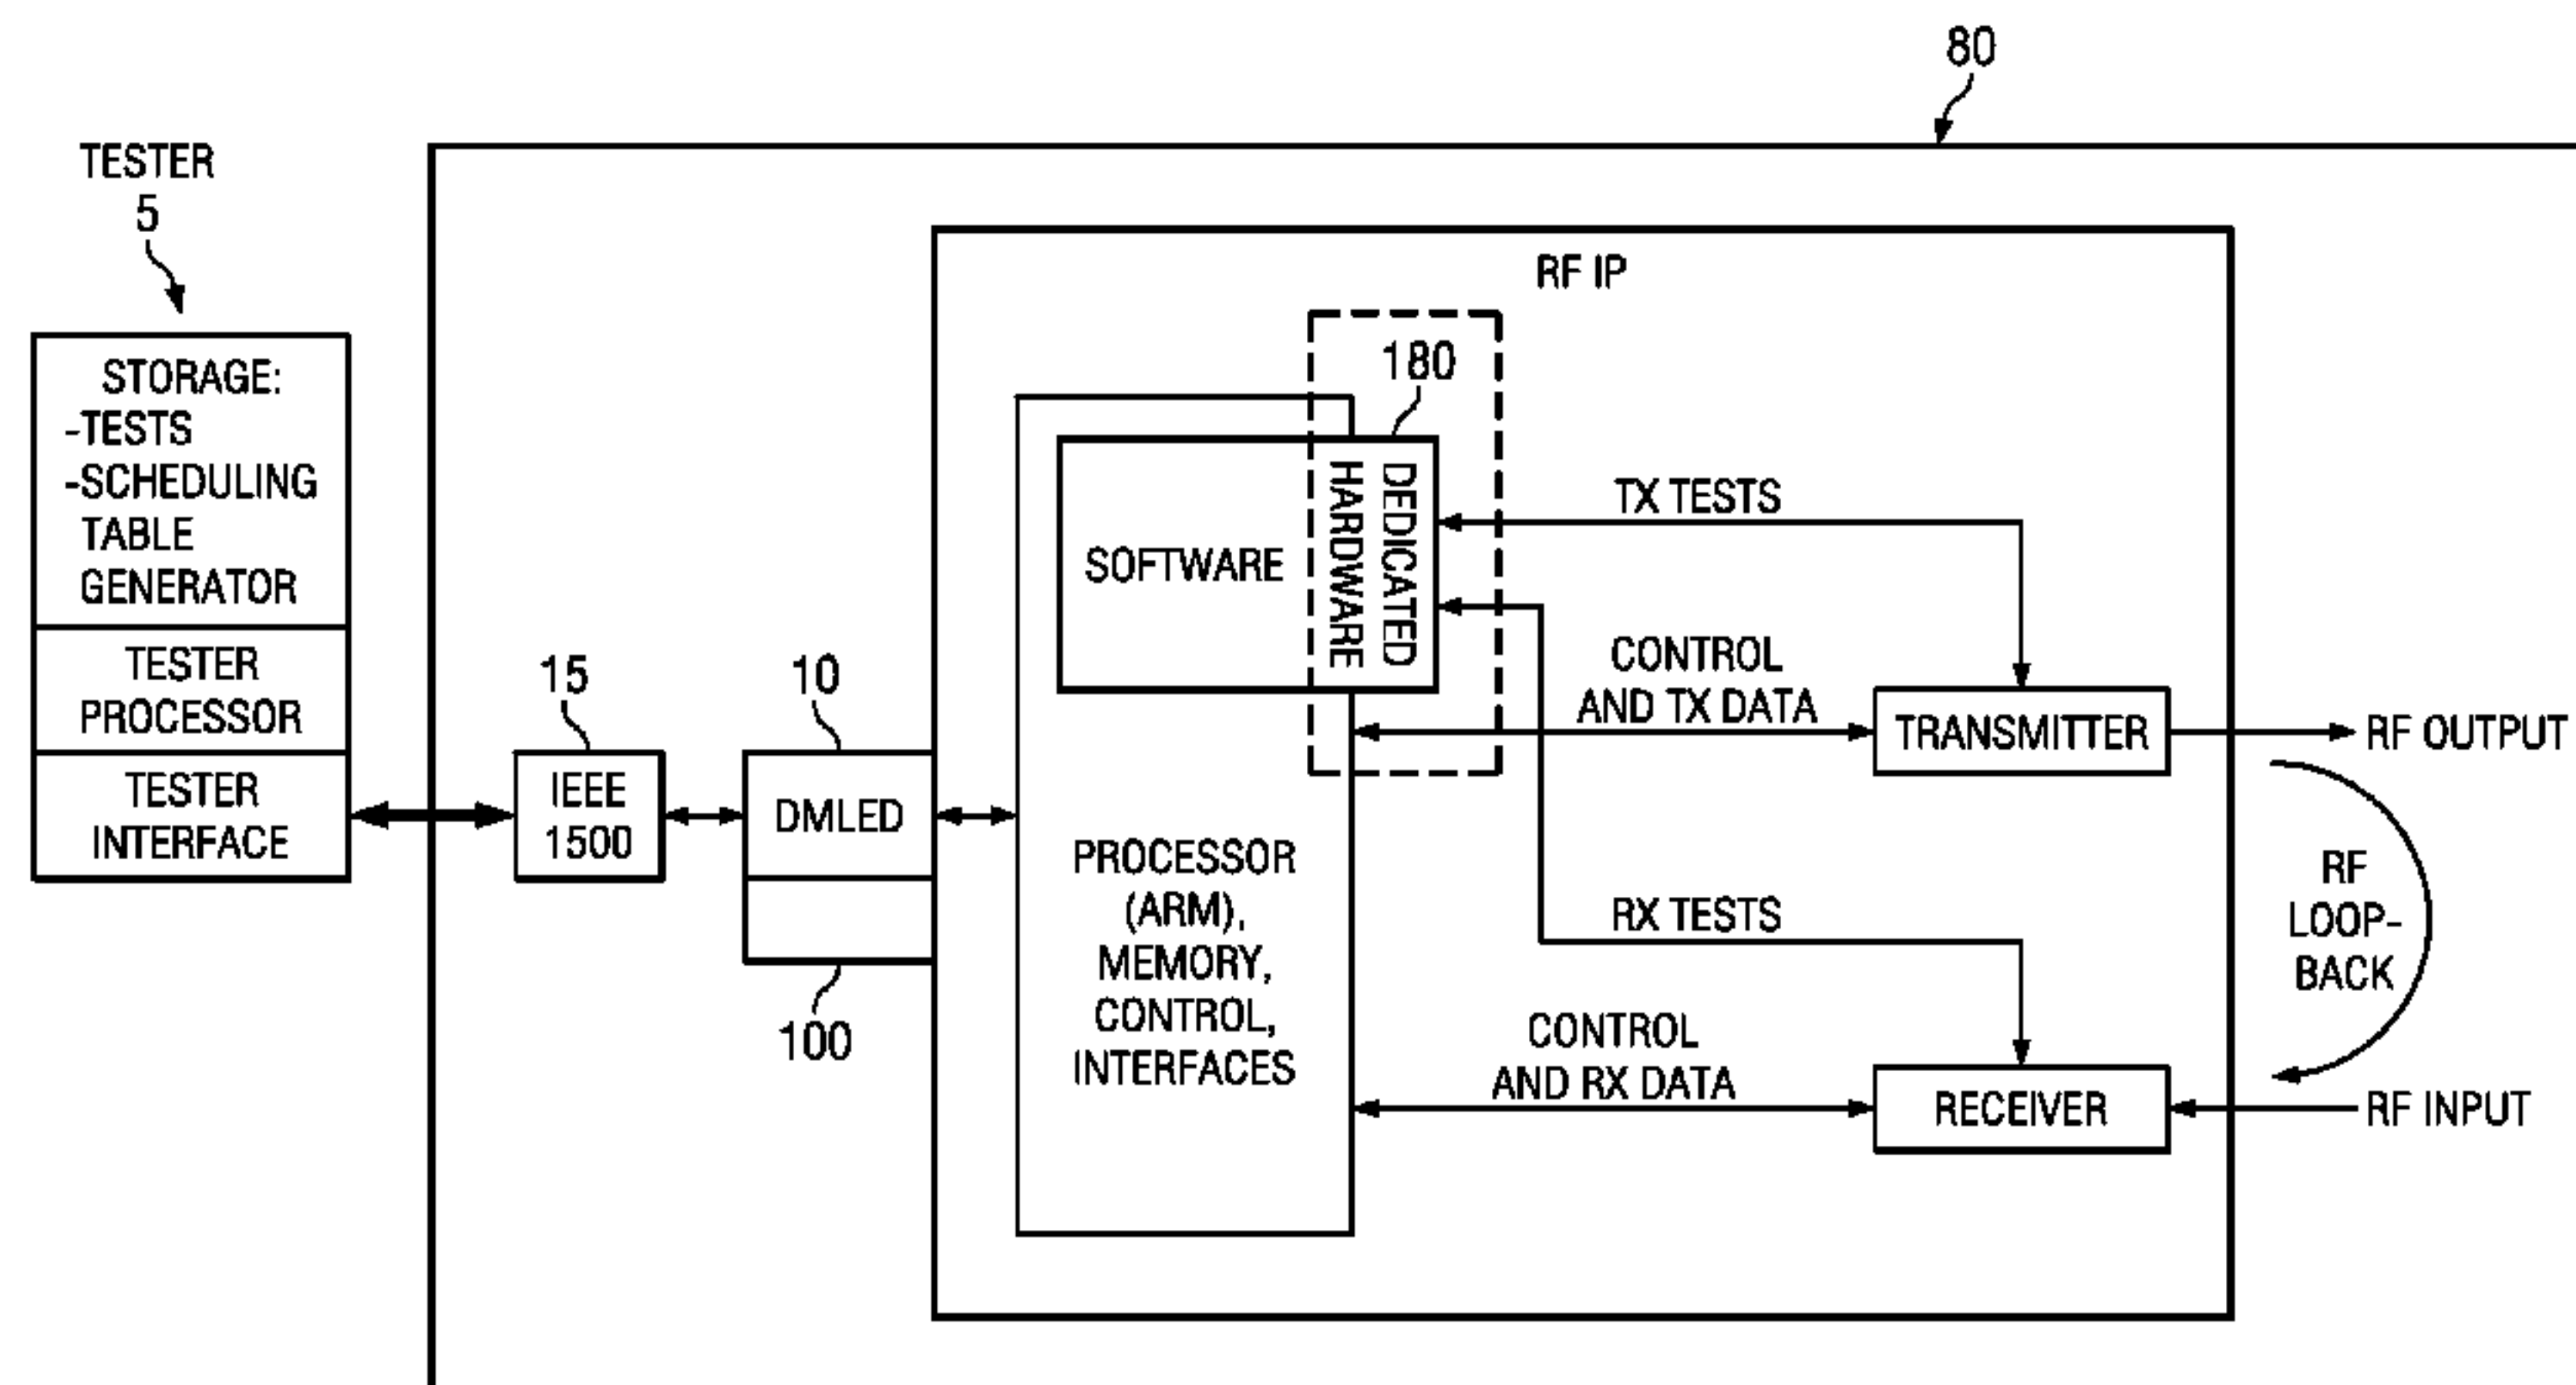 80
TESTER
5
STORAGE:
-TESTS
-SCHEDULING
TABLE
GENERATOR
TESTER
PROCESSOR
TESTER
INTERFACE
15
IEEE
1500
10
DMLED
100
RF IP
180
SOFTWARE
DEDICATED
HARDWARE
PROCESSOR
(ARM),
MEMORY,
CONTROL,
INTERFACES
TX TESTS
CONTROL
AND TX DATA
TRANSMITTER
RF OUTPUT
RX TESTS
RF
LOOP-
BACK
CONTROL
AND RX DATA
RECEIVER
RF INPUT